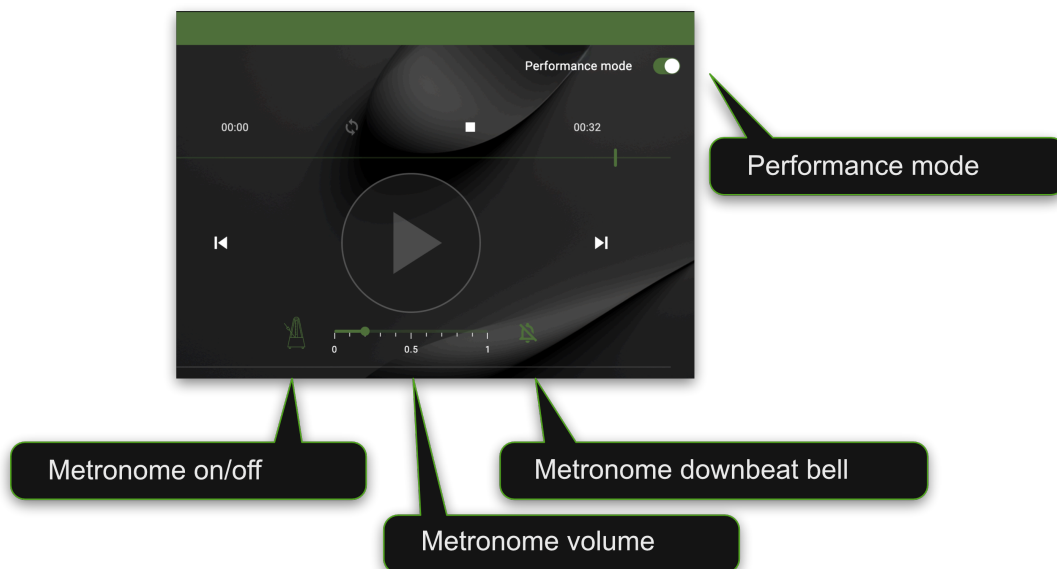 Performance mode
00:00
00:32
Performance mode
0
0.5
1
Metronome on/off
Metronome downbeat bell
Metronome volume